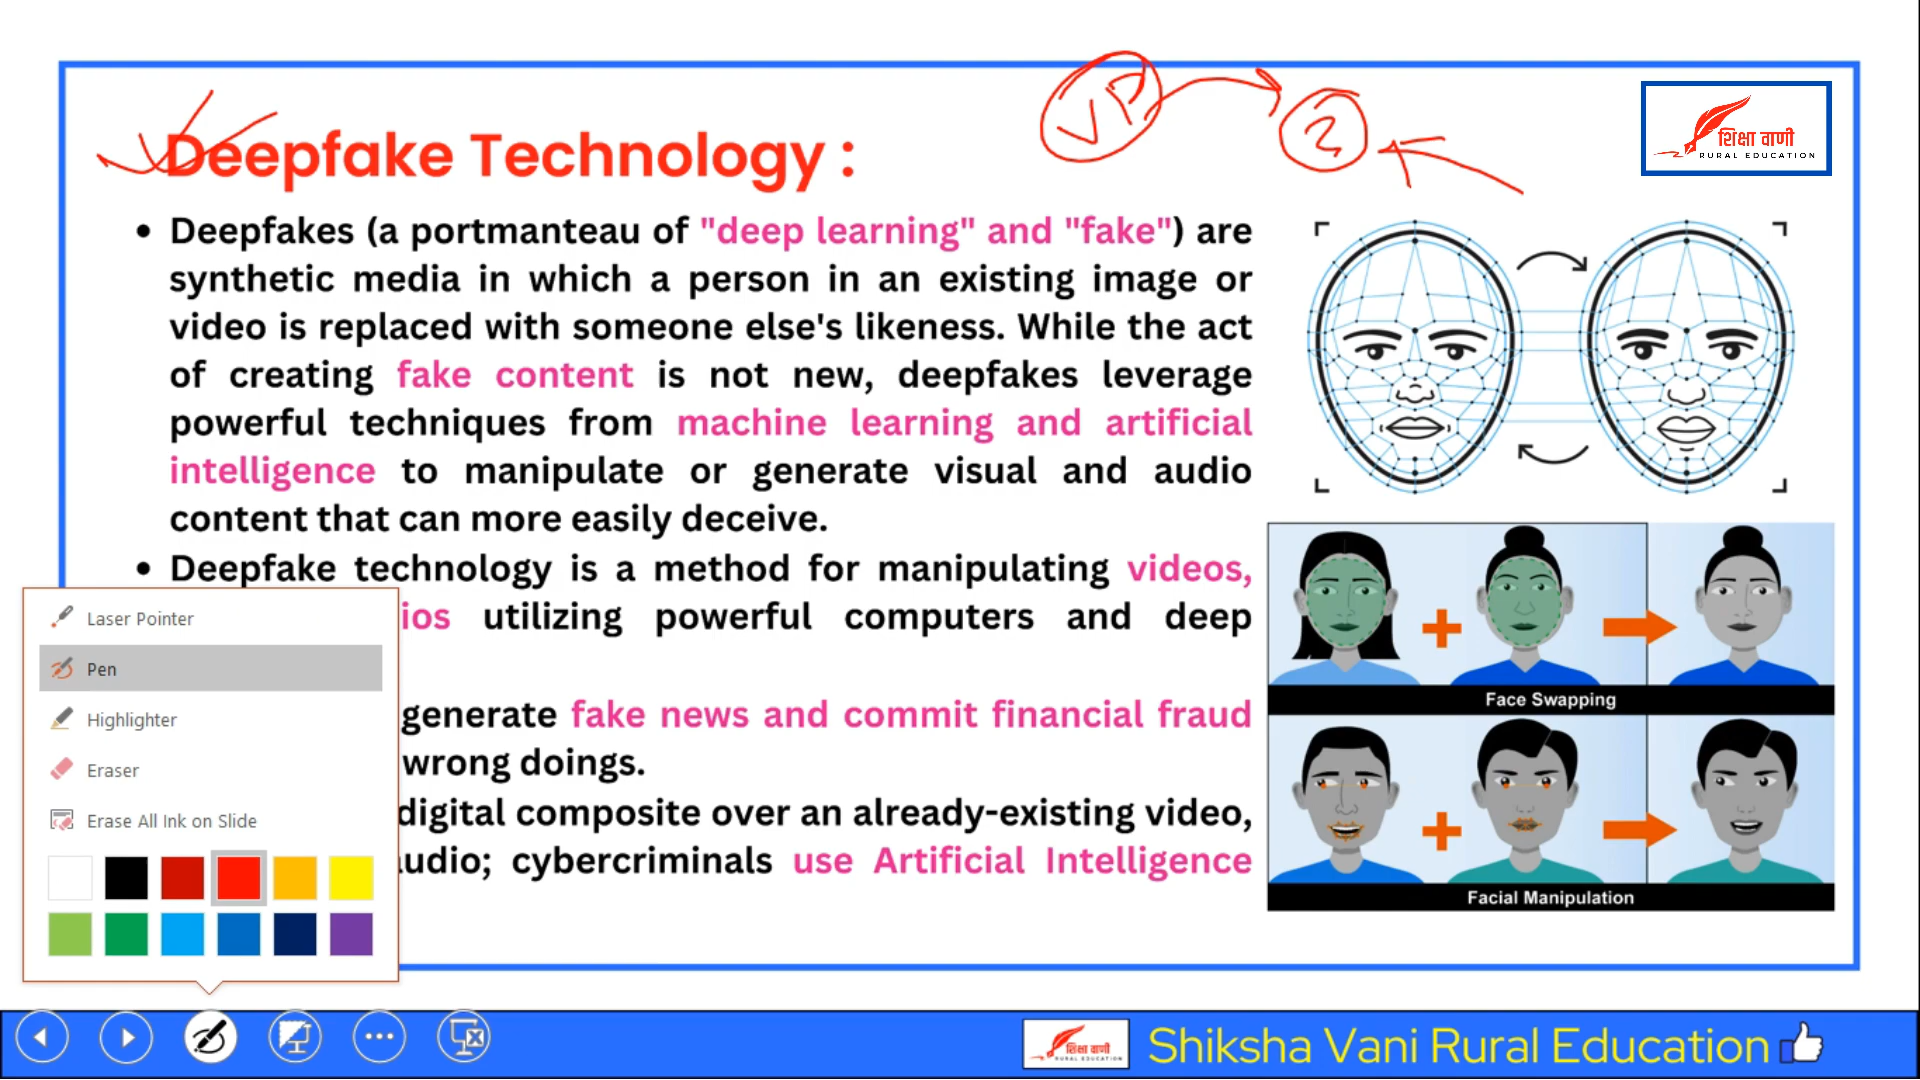 VP
2
शिक्षा वाणी
RURAL EDUCATION
Deepfake Technology :
• Deepfakes (a portmanteau of "deep learning" and "fake") are
synthetic media in which a person in an existing image or
video is replaced with someone else's likeness. While the act
of creating fake content is not new, deepfakes leverage
powerful techniques from machine learning and artificial
intelligence to manipulate or generate visual and audio
content that can more easily deceive.
• Deepfake technology is a method for manipulating videos,
ios utilizing powerful computers and deep
generate fake news and commit financial fraud
wrong doings.
digital composite over an already-existing video,
udio; cybercriminals use Artificial Intelligence
Face Swapping
Facial Manipulation
Laser Pointer
Pen
Highlighter
Eraser
Erase All Ink on Slide
शिक्षा वाणी
RURAL EDUCATION
Shiksha Vani Rural Education